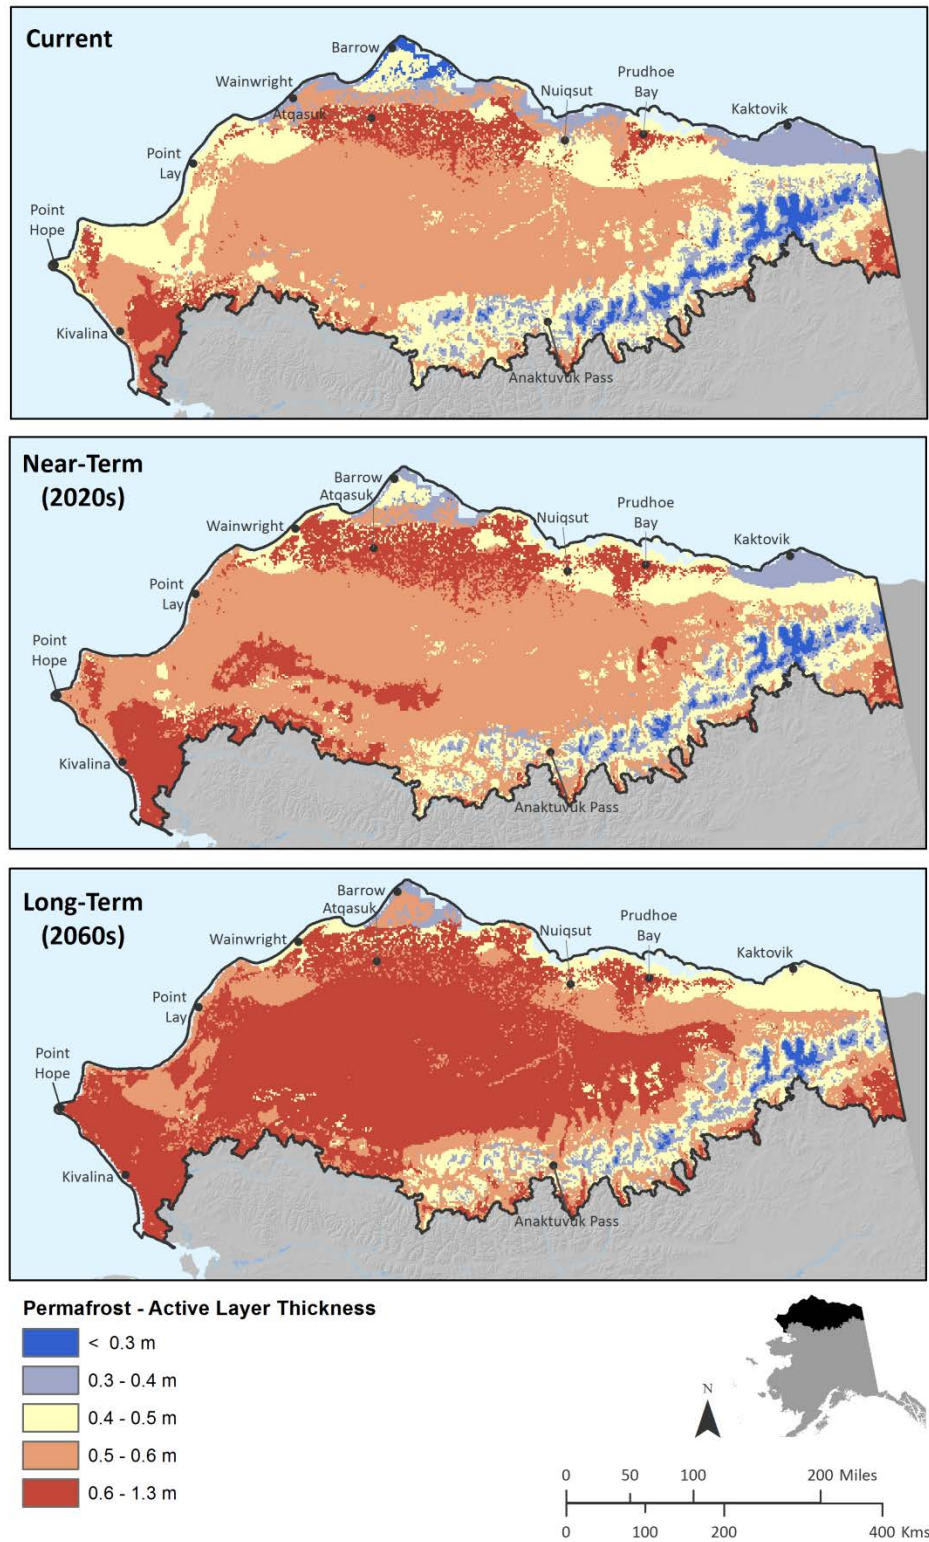 Current
Barrow
Wainwright
Atqasuk
Nuiqsut
Prudhoe
Bay
Kaktovik
Point
Lay
Point
Hope
Kivalina
Anaktuvuk Pass
Near-Term
(2020s)
Barrow
Atqasuk
Wainwright
Nuiqsut
Prudhoe
Bay
Kaktovik
Point
Lay
Point
Hope
Kivalina
Anaktuvuk Pass
Long-Term
(2060s)
Barrow
Atqasuk
Wainwright
Nuiqsut
Prudhoe
Bay
Kaktovik
Point
Lay
Point
Hope
Kivalina
Anaktuvuk Pass
Permafrost - Active Layer Thickness
< 0.3 m
0.3 - 0.4 m
0.4 - 0.5 m
0.5 - 0.6 m
0.6 - 1.3 m
N
0 50 100 200 Miles
0 100 200 400 Kms